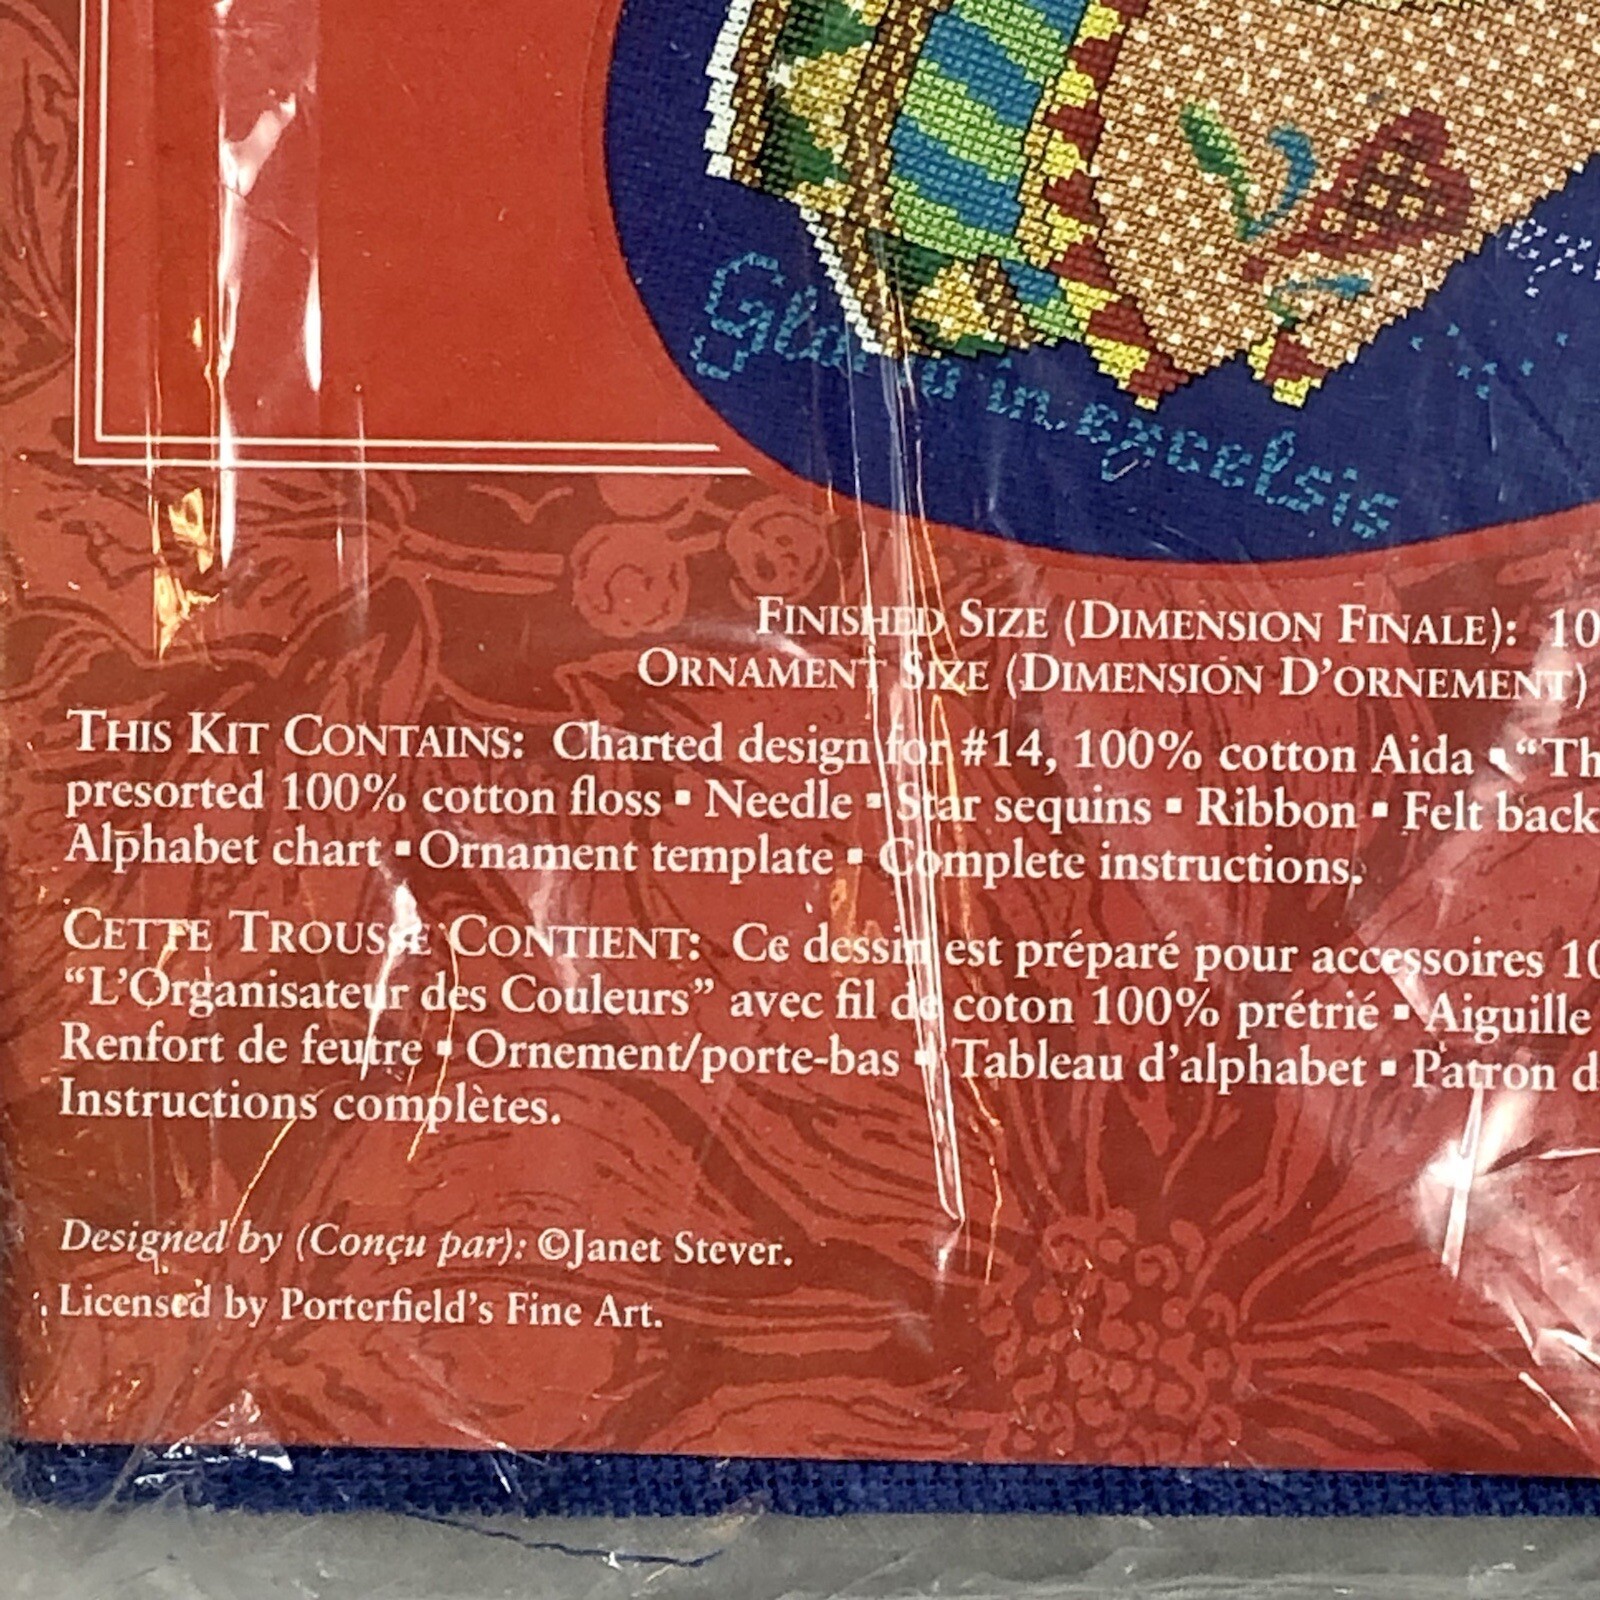 Gloria in excelsis
FINISHED SIZE (DIMENSION FINALE): 10
ORNAMENT SIZE (DIMENSION D'ORNEMENT)
THIS KIT CONTAINS: Charted design for #14, 100% cotton Aida ▪ “Th
presorted 100% cotton floss ▪ Needle ▪ Star sequins ▪ Ribbon ▪ Felt back
Alphabet chart ▪ Ornament template ▪ Complete instructions.
CETTE TROUSSE CONTIENT: Ce dessin est préparé pour accessoires 10
“L'Organisateur des Couleurs” avec fil de coton 100% prétrié ▪ Aiguille
Renfort de feutre ▪ Ornement/porte-bas ▪ Tableau d'alphabet ▪ Patron d
Instructions complètes.
Designed by (Conçu par): ©Janet Stever.
Licensed by Porterfield's Fine Art.